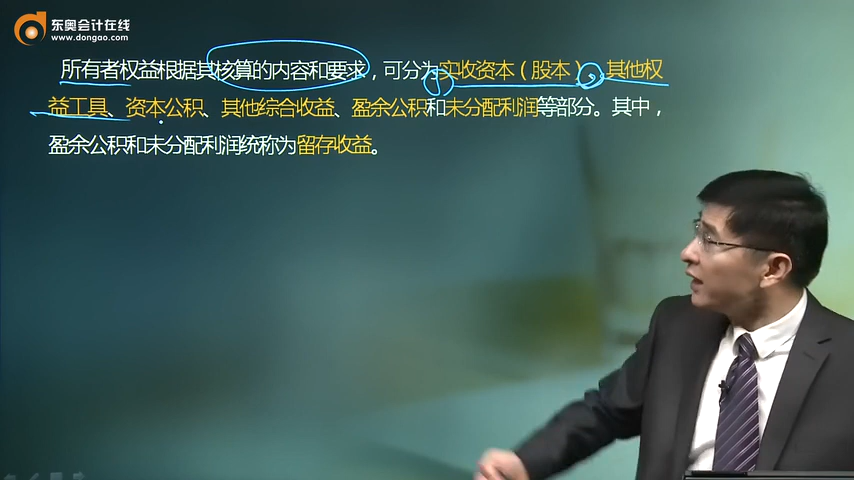 东奥会计在线
www.dongao.com
所有者权益根据其核算的内容和要求，可分为实收资本（股本）、其他权
益工具、资本公积、其他综合收益、盈余公积和未分配利润等部分。其中，
盈余公积和未分配利润统称为留存收益。